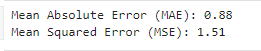 Mean Absolute Error (MAE): 0.88
Mean Squared Error (MSE): 1.51